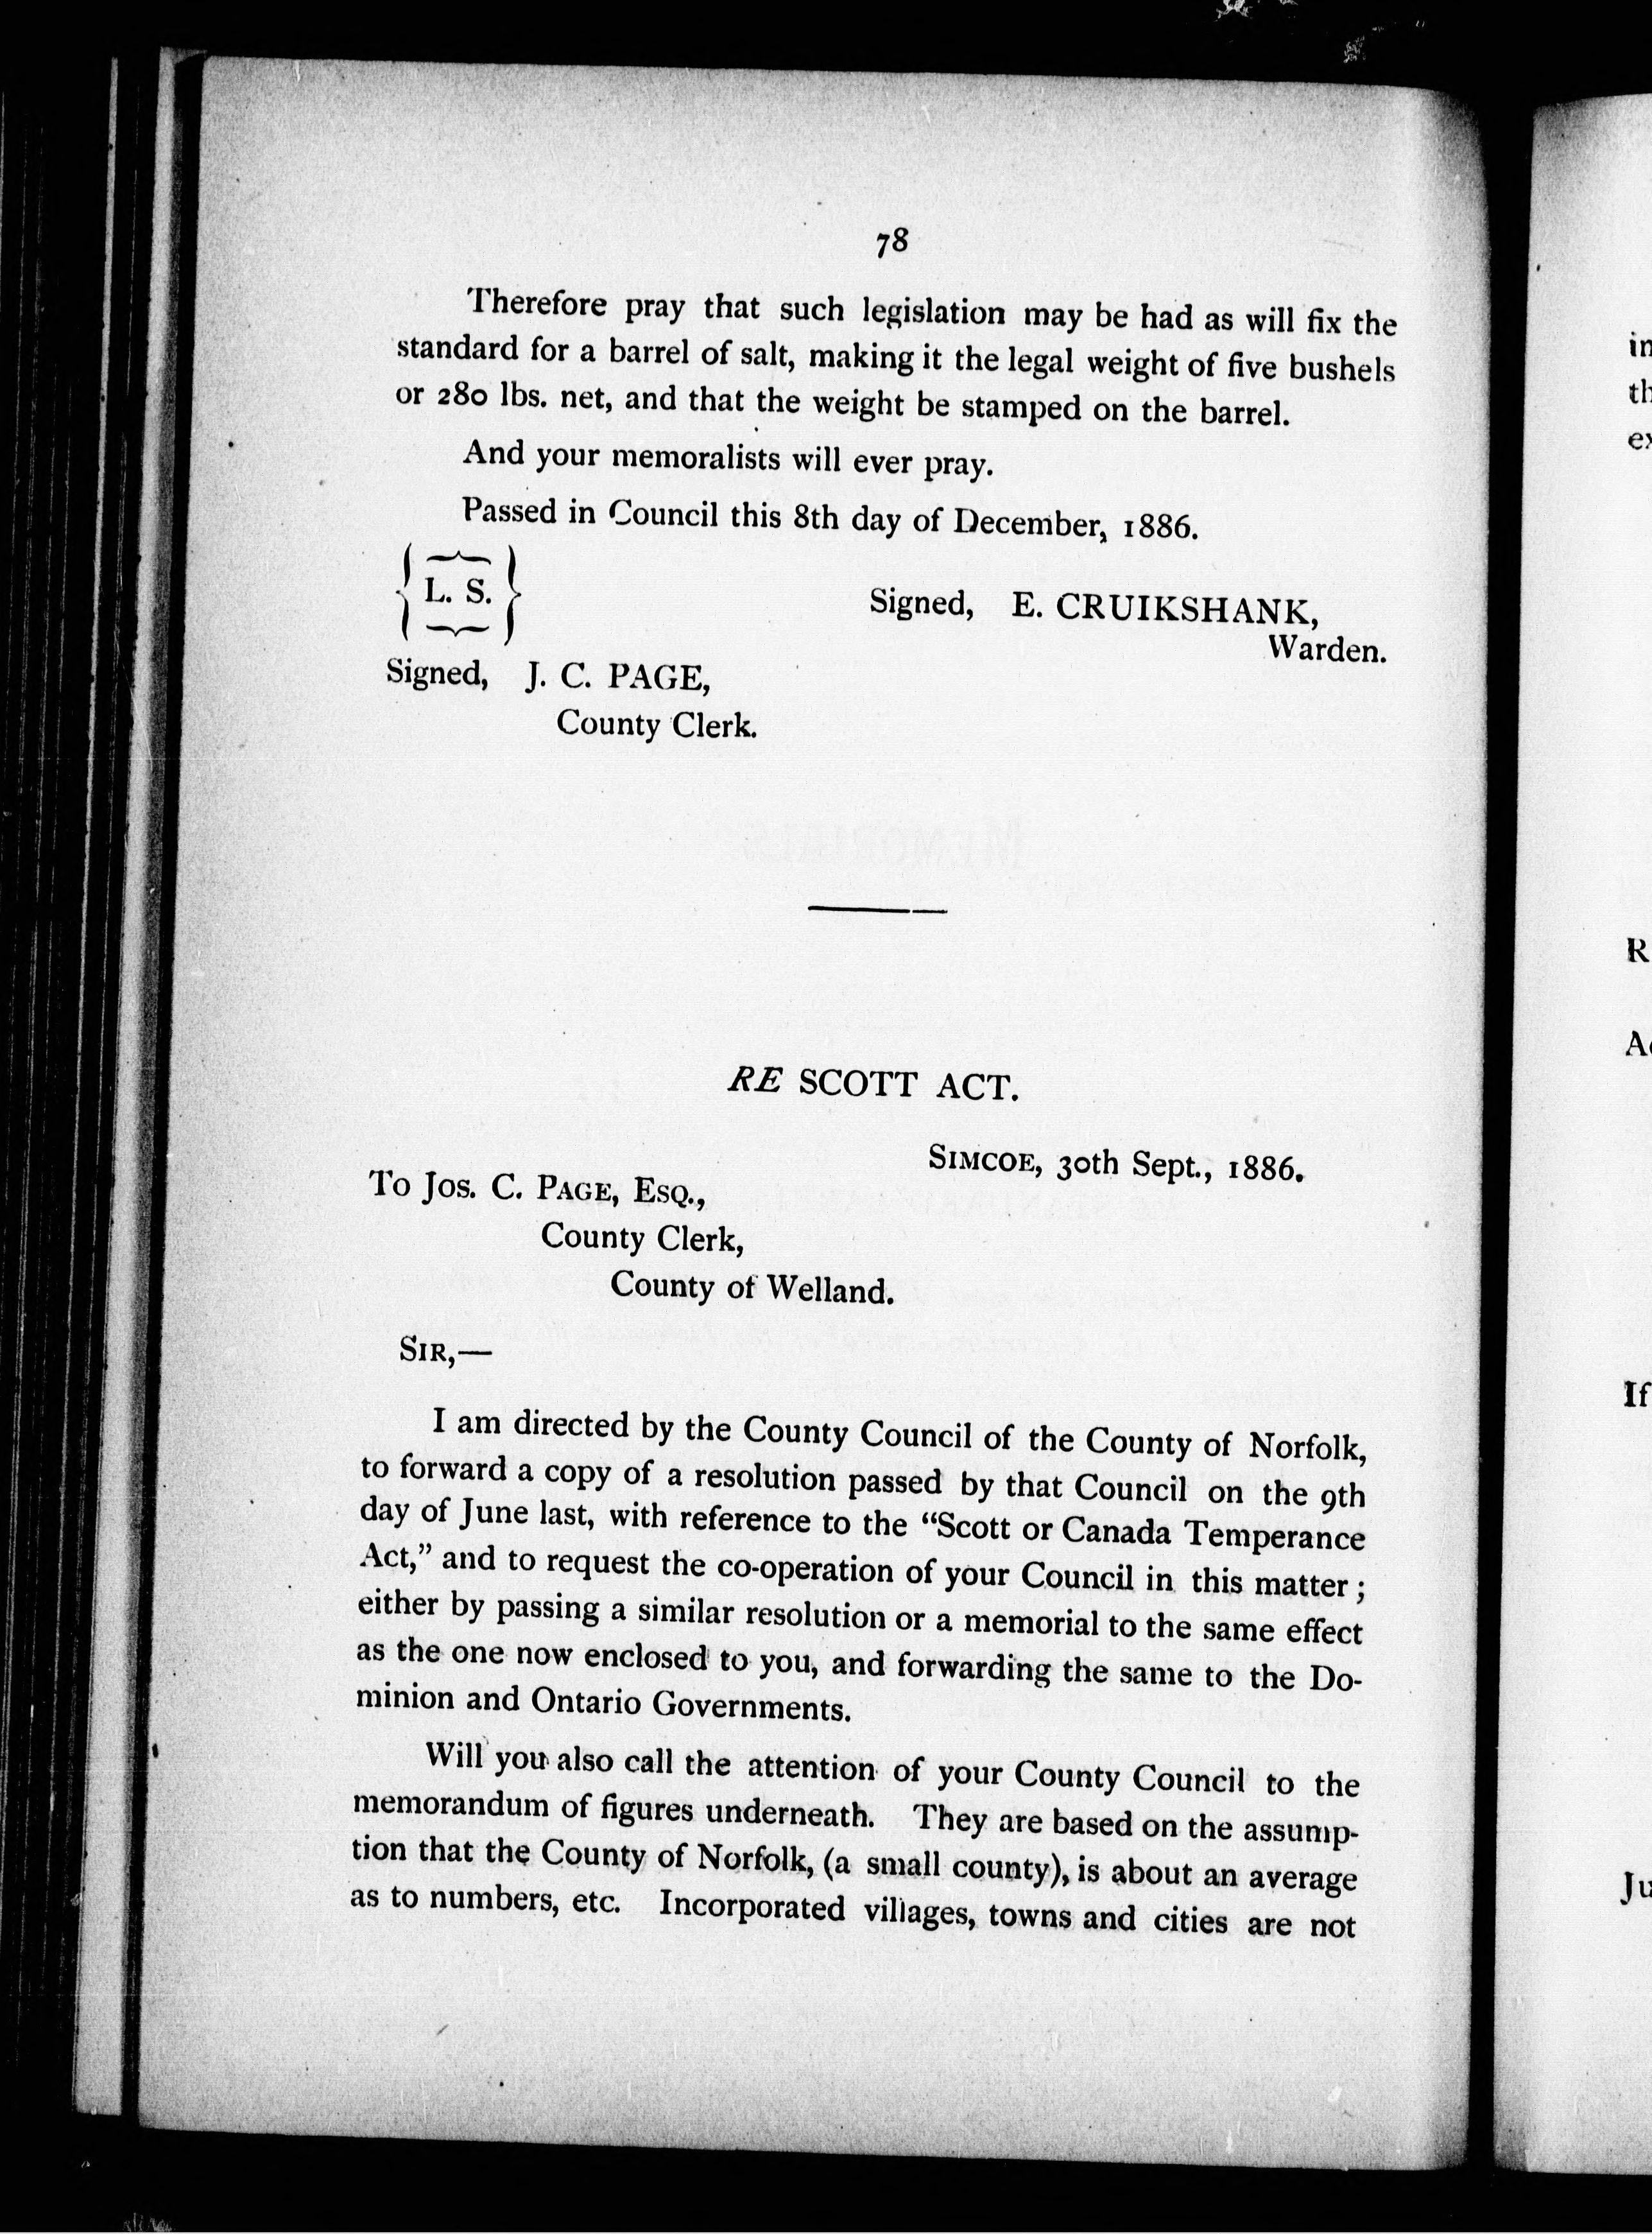 78
Therefore pray that such legislation may be had as will fix the
standard for a barrel of salt, making it the legal weight of five bushels
or 280 lbs. net, and that the weight be stamped on the barrel.
And your memoralists will ever pray.
Passed in Council this 8th day of December, 1886.
L. S.
Signed, E. CRUIKSHANK,
Warden.
Signed, J. C. PAGE,
County Clerk.
RE SCOTT ACT.
SIMCOE, 30th Sept., 1886.
To Jos. C. PAGE, ESQ.,
County Clerk,
County of Welland.
SIR,—
I am directed by the County Council of the County of Norfolk,
to forward a copy of a resolution passed by that Council on the 9th
day of June last, with reference to the "Scott or Canada Temperance
Act," and to request the co-operation of your Council in this matter ;
either by passing a similar resolution or a memorial to the same effect
as the one now enclosed to you, and forwarding the same to the Do-
minion and Ontario Governments.
Will you also call the attention of your County Council to the
memorandum of figures underneath. They are based on the assump-
tion that the County of Norfolk, (a small county), is about an average
as to numbers, etc. Incorporated villages, towns and cities are not
R
If